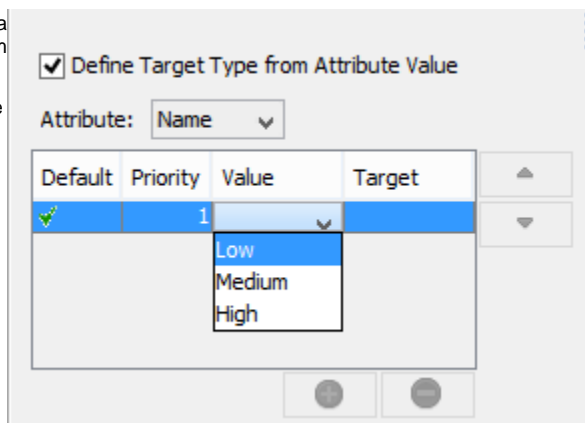 a
n
Define Target Type from Attribute Value
e
Attribute: Name
Default Priority Value Target
1
Low
Medium
High